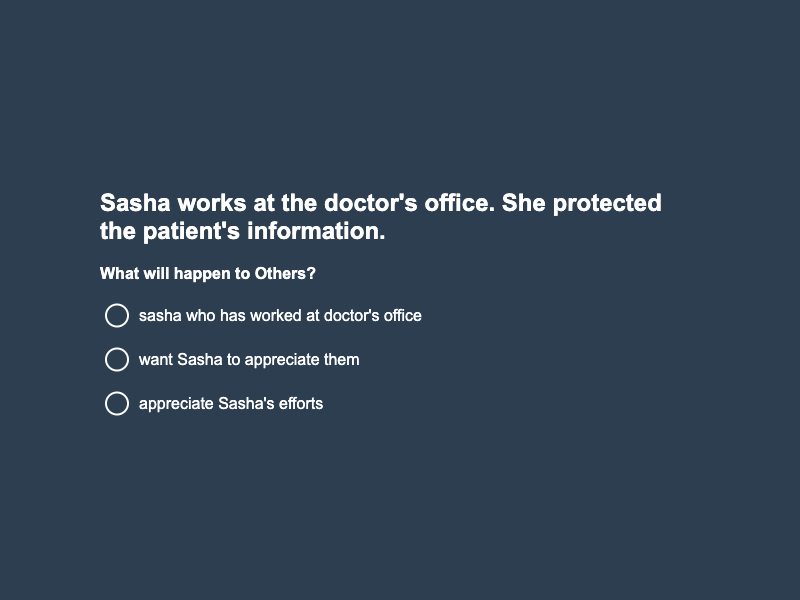 Sasha works at the doctor's office. She protected
the patient's information.
What will happen to Others?
sasha who has worked at doctor's office
want Sasha to appreciate them
appreciate Sasha's efforts